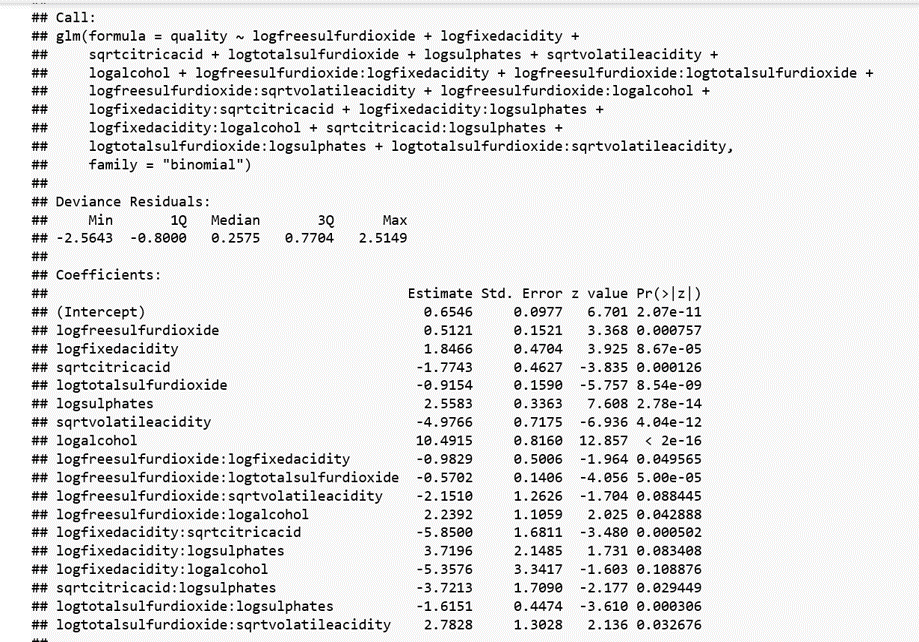 ## Call:
## glm(formula = quality ~ logfreesulfurdioxide + logfixedacidity +
##     sqrtcitricacid + logtotalsulfurdioxide + logsulphates + sqrtvolatileacidity +
##     logalcohol + logfreesulfurdioxide:logfixedacidity + logfreesulfurdioxide:logtotalsulfurdioxide +
##     logfreesulfurdioxide:sqrtvolatileacidity + logfreesulfurdioxide:logalcohol +
##     logfixedacidity:sqrtcitricacid + logfixedacidity:logsulphates +
##     logfixedacidity:logalcohol + sqrtcitricacid:logsulphates +
##     logtotalsulfurdioxide:logsulphates + logtotalsulfurdioxide:sqrtvolatileacidity,
##     family = "binomial")
##
## Deviance Residuals:
##     Min       1Q   Median       3Q      Max
## -2.5643  -0.8000   0.2575   0.7704   2.5149
##
## Coefficients:
##                                            Estimate Std. Error z value Pr(>|z|)
## (Intercept)                                  0.6546     0.0977   6.701 2.07e-11
## logfreesulfurdioxide                         0.5121     0.1521   3.368 0.000757
## logfixedacidity                              1.8466     0.4704   3.925 8.67e-05
## sqrtcitricacid                              -1.7743     0.4627  -3.835 0.000126
## logtotalsulfurdioxide                       -0.9154     0.1590  -5.757 8.54e-09
## logsulphates                                 2.5583     0.3363   7.608 2.78e-14
## sqrtvolatileacidity                         -4.9766     0.7175  -6.936 4.04e-12
## logalcohol                                  10.4915     0.8160  12.857  < 2e-16
## logfreesulfurdioxide:logfixedacidity        -0.9829     0.5006  -1.964 0.049565
## logfreesulfurdioxide:logtotalsulfurdioxide  -0.5702     0.1406  -4.056 5.00e-05
## logfreesulfurdioxide:sqrtvolatileacidity    -2.1510     1.2626  -1.704 0.088445
## logfreesulfurdioxide:logalcohol              2.2392     1.1059   2.025 0.042888
## logfixedacidity:sqrtcitricacid              -5.8500     1.6811  -3.480 0.000502
## logfixedacidity:logsulphates                 3.7196     2.1485   1.731 0.083408
## logfixedacidity:logalcohol                  -5.3576     3.3417  -1.603 0.108876
## sqrtcitricacid:logsulphates                 -3.7213     1.7090  -2.177 0.029449
## logtotalsulfurdioxide:logsulphates          -1.6151     0.4474  -3.610 0.000306
## logtotalsulfurdioxide:sqrtvolatileacidity    2.7828     1.3028   2.136 0.032676
##